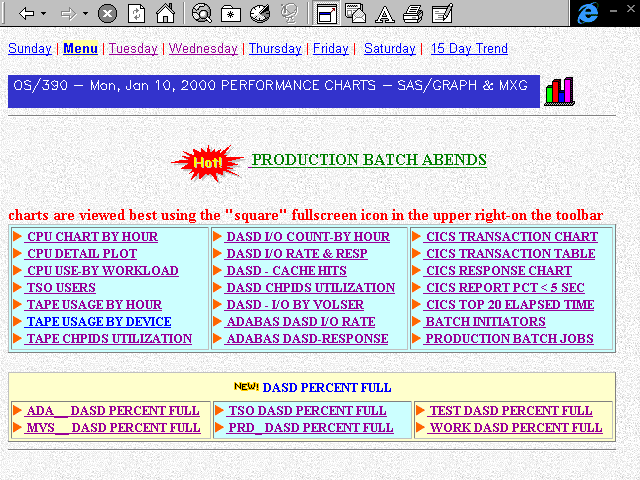 Sunday | Menu | Tuesday | Wednesday | Thursday | Friday | Saturday | 15 Day Trend
OS/390 - Mon, Jan 10, 2000 PERFORMANCE CHARTS - SAS/GRAPH & MXG
Hot! PRODUCTION BATCH ABENDS
charts are viewed best using the "square" fullscreen icon in the upper right-on the toolbar
CPU CHART BY HOUR DASD I/O COUNT-BY HOUR CICS TRANSACTION CHART
CPU DETAIL PLOT DASD I/O RATE & RESP CICS TRANSACTION TABLE
CPU USE-BY WORKLOAD DASD - CACHE HITS CICS RESPONSE CHART
TSO USERS DASD CHPIDS UTILIZATION CICS REPORT PCT < 5 SEC
TAPE USAGE BY HOUR DASD - I/O BY VOLSER CICS TOP 20 ELAPSED TIME
TAPE USAGE BY DEVICE ADABAS DASD I/O RATE BATCH INITIATORS
TAPE CHPIDS UTILIZATION ADABAS DASD-RESPONSE PRODUCTION BATCH JOBS
NEW! DASD PERCENT FULL
ADA__ DASD PERCENT FULL TSO DASD PERCENT FULL TEST DASD PERCENT FULL
MVS__ DASD PERCENT FULL PRD_ DASD PERCENT FULL WORK DASD PERCENT FULL